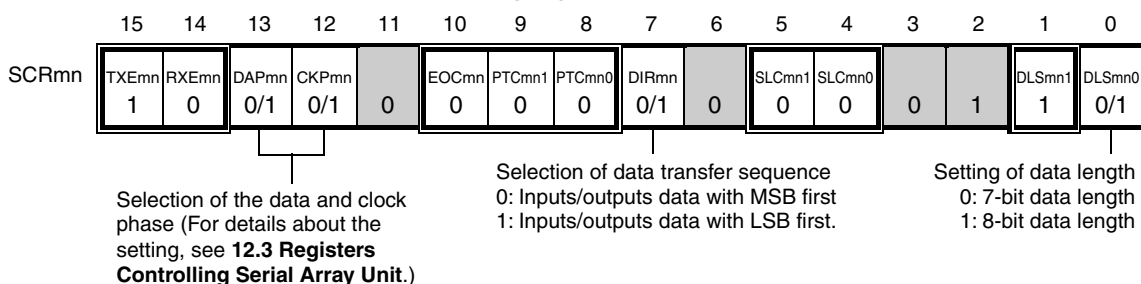 15 14 13 12 11 10 9 8 7 6 5 4 3 2 1 0
SCRmn TXEmn RXEmn DAPmn CKPmn EOCmn PTCmn1 PTCmn0 DIRmn SLCmn1 SLCmn0 DLSmn1 DLSmn0
1 0 0/1 0/1 0 0 0 0 0/1 0 0 0 0 1 1 0/1
Selection of the data and clock
phase (For details about the
setting, see 12.3 Registers
Controlling Serial Array Unit.)
Selection of data transfer sequence
0: Inputs/outputs data with MSB first
1: Inputs/outputs data with LSB first.
Setting of data length
0: 7-bit data length
1: 8-bit data length